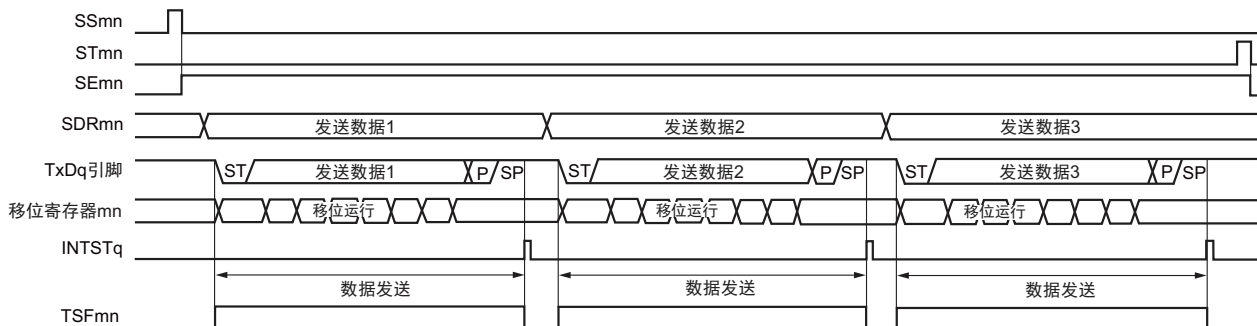 SSmn
STmn
SEmn
SDRmn 发送数据1 发送数据2 发送数据3
TxDq引脚 ST 发送数据1 P SP ST 发送数据2 P SP ST 发送数据3 P SP
移位寄存器mn 移位运行 移位运行 移位运行
INTSTq
数据发送 数据发送 数据发送
TSFmn